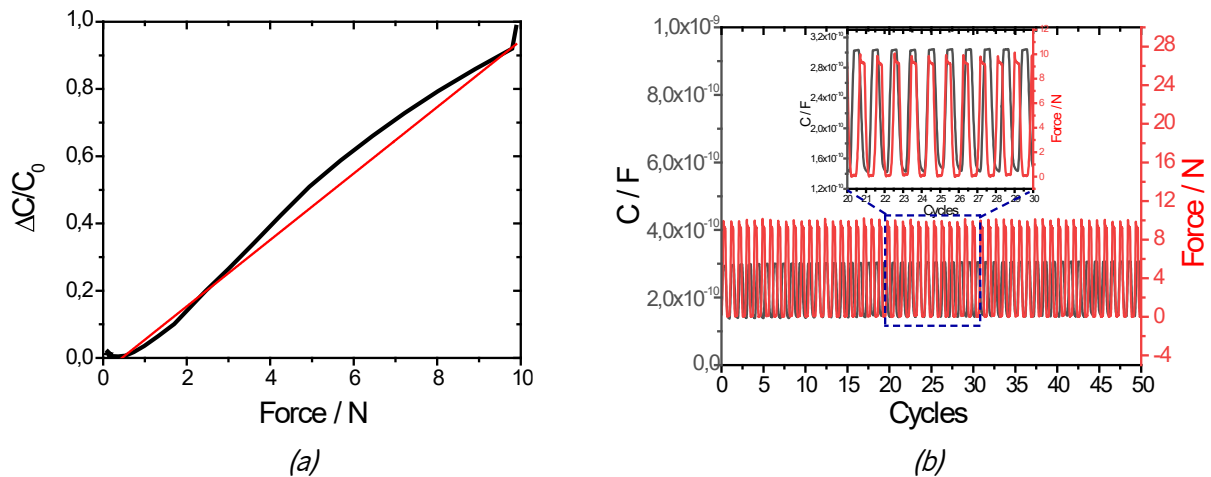 1,0
0,8
0,6
0,4
0,2
0,0
ΔC/C₀
0 2 4 6 8 10
Force / N
(a)
1,0x10⁻⁹
8,0x10⁻¹⁰
6,0x10⁻¹⁰
4,0x10⁻¹⁰
2,0x10⁻¹⁰
0,0
C / F
3,2x10⁻¹⁰
2,8x10⁻¹⁰
2,4x10⁻¹⁰
2,0x10⁻¹⁰
1,6x10⁻¹⁰
1,2x10⁻¹⁰
C / F
20 21 22 23 24 25 26 27 28 29 30
Cycles
12
10
8
6
4
2
0
Force / N
28
24
20
16
12
8
4
0
-4
Force / N
0 5 10 15 20 25 30 35 40 45 50
Cycles
(b)